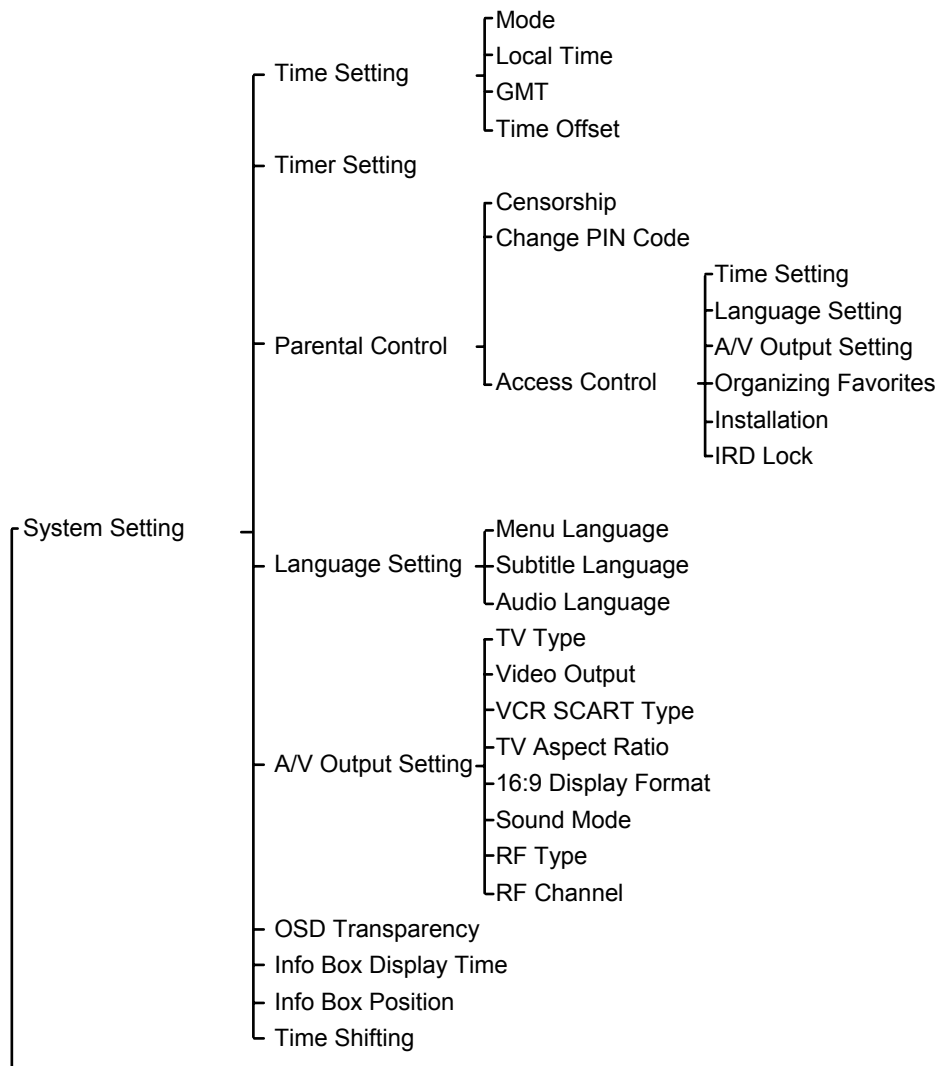 System Setting
Time Setting
Mode
Local Time
GMT
Time Offset
Timer Setting
Parental Control
Censorship
Change PIN Code
Access Control
Time Setting
Language Setting
A/V Output Setting
Organizing Favorites
Installation
IRD Lock
Language Setting
Menu Language
Subtitle Language
Audio Language
A/V Output Setting
TV Type
Video Output
VCR SCART Type
TV Aspect Ratio
16:9 Display Format
Sound Mode
RF Type
RF Channel
OSD Transparency
Info Box Display Time
Info Box Position
Time Shifting